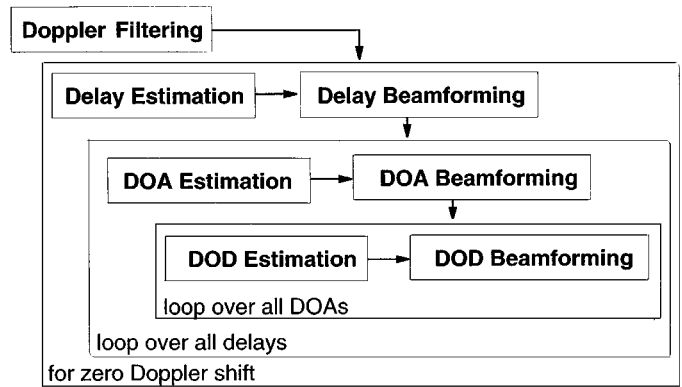 Doppler Filtering
Delay Estimation
Delay Beamforming
DOA Estimation
DOA Beamforming
DOD Estimation
DOD Beamforming
loop over all DOAs
loop over all delays
for zero Doppler shift